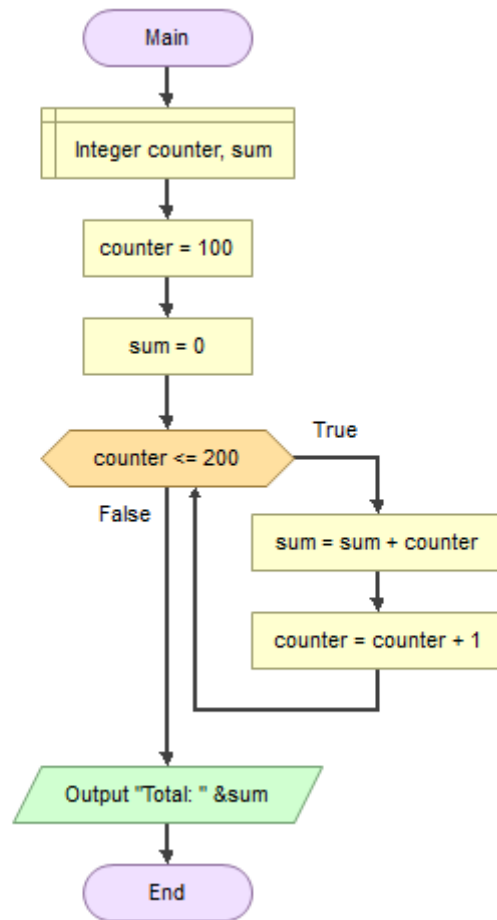 Main
Integer counter, sum
counter = 100
sum = 0
counter <= 200
True
False
sum = sum + counter
counter = counter + 1
Output "Total: " &sum
End